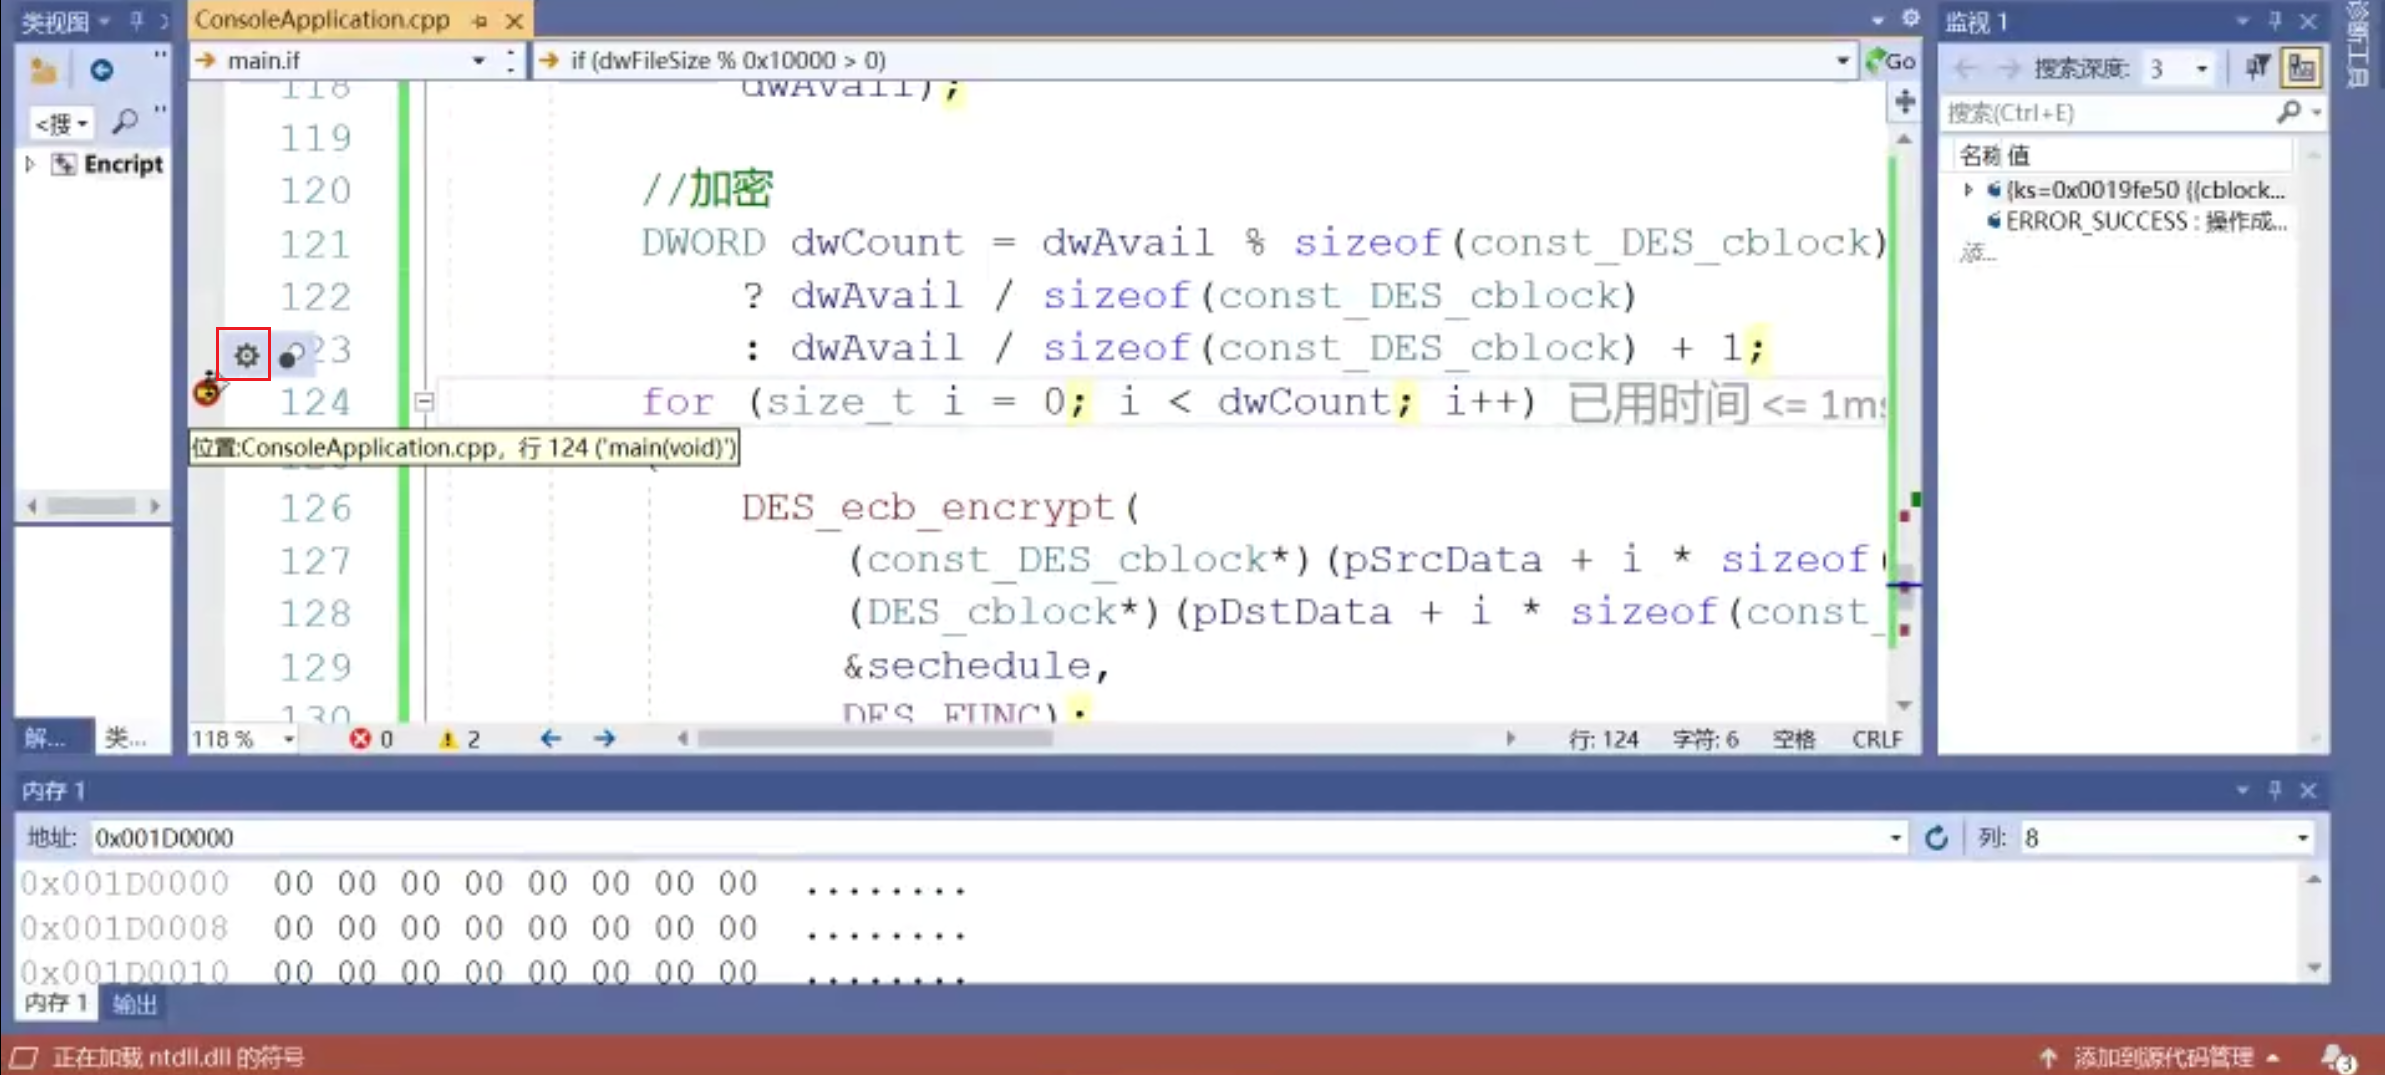 类视图
ConsoleApplication.cpp
监视 1
诊断工具
main.if
if (dwFileSize % 0x10000 > 0)
Go
搜索深度: 3
<搜
搜索(Ctrl+E)
Encript
名称 值
{ks=0x0019fe50 {{cblock...
ERROR_SUCCESS : 操作成...
添...
118 dwAvail);
119
120 //加密
121 DWORD dwCount = dwAvail % sizeof(const_DES_cblock)
122 ? dwAvail / sizeof(const_DES_cblock)
23 : dwAvail / sizeof(const_DES_cblock) + 1;
124 for (size_t i = 0; i < dwCount; i++) 已用时间 <= 1ms
位置:ConsoleApplication.cpp, 行 124 ('main(void)')
126 DES_ecb_encrypt(
127 (const_DES_cblock*)(pSrcData + i * sizeof(
128 (DES_cblock*)(pDstData + i * sizeof(const_
129 &sechedule,
130 DES_FUNC);
解... 类...
118 % 0 2 行: 124 字符: 6 空格 CRLF
内存 1
地址: 0x001D0000 列: 8
0x001D0000 00 00 00 00 00 00 00 00 ........
0x001D0008 00 00 00 00 00 00 00 00 ........
0x001D0010 00 00 00 00 00 00 00 00 ........
内存 1 输出
正在加载 ntdll.dll 的符号 添加到源代码管理 3